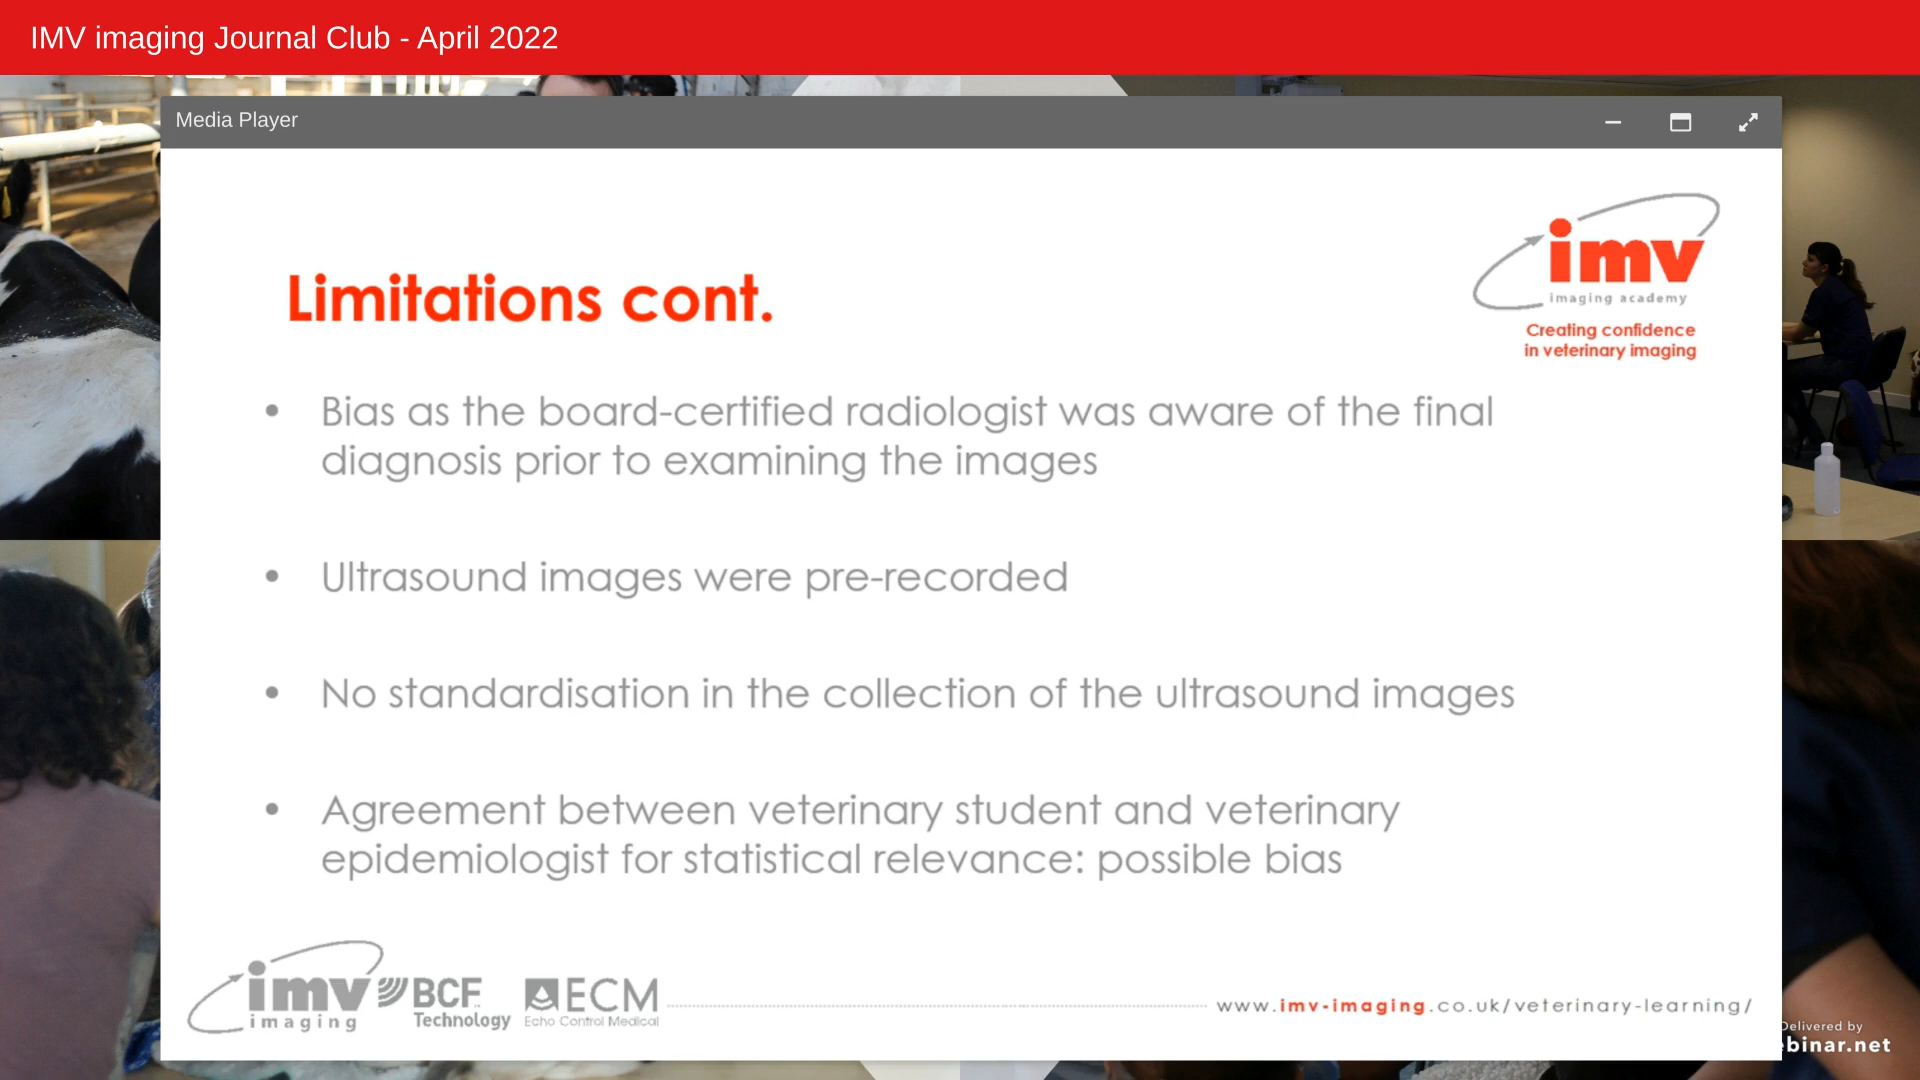 IMV imaging Journal Club - April 2022
Media Player
imv
imaging academy
Creating confidence
in veterinary imaging
Limitations cont.
• Bias as the board-certified radiologist was aware of the final
diagnosis prior to examining the images
• Ultrasound images were pre-recorded
• No standardisation in the collection of the ultrasound images
• Agreement between veterinary student and veterinary
epidemiologist for statistical relevance: possible bias
imv
imaging
BCF
Technology
ECM
Echo Control Medical
www.imv-imaging.co.uk/veterinary-learning/
Delivered by
binar.net